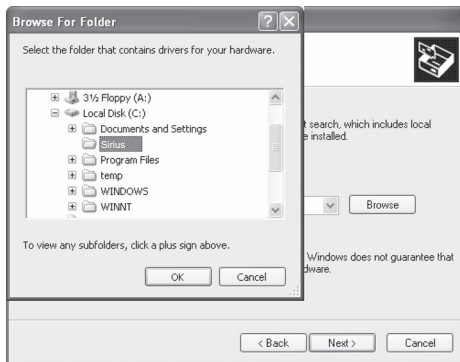 Browse For Folder
Select the folder that contains drivers for your hardware.
3½ Floppy (A:)
Local Disk (C:)
Documents and Settings
Sirius
Program Files
temp
WINDOWS
WINNT
To view any subfolders, click a plus sign above.
OK Cancel
t search, which includes local
e installed.
Browse
Windows does not guarantee that
dware.
< Back Next > Cancel